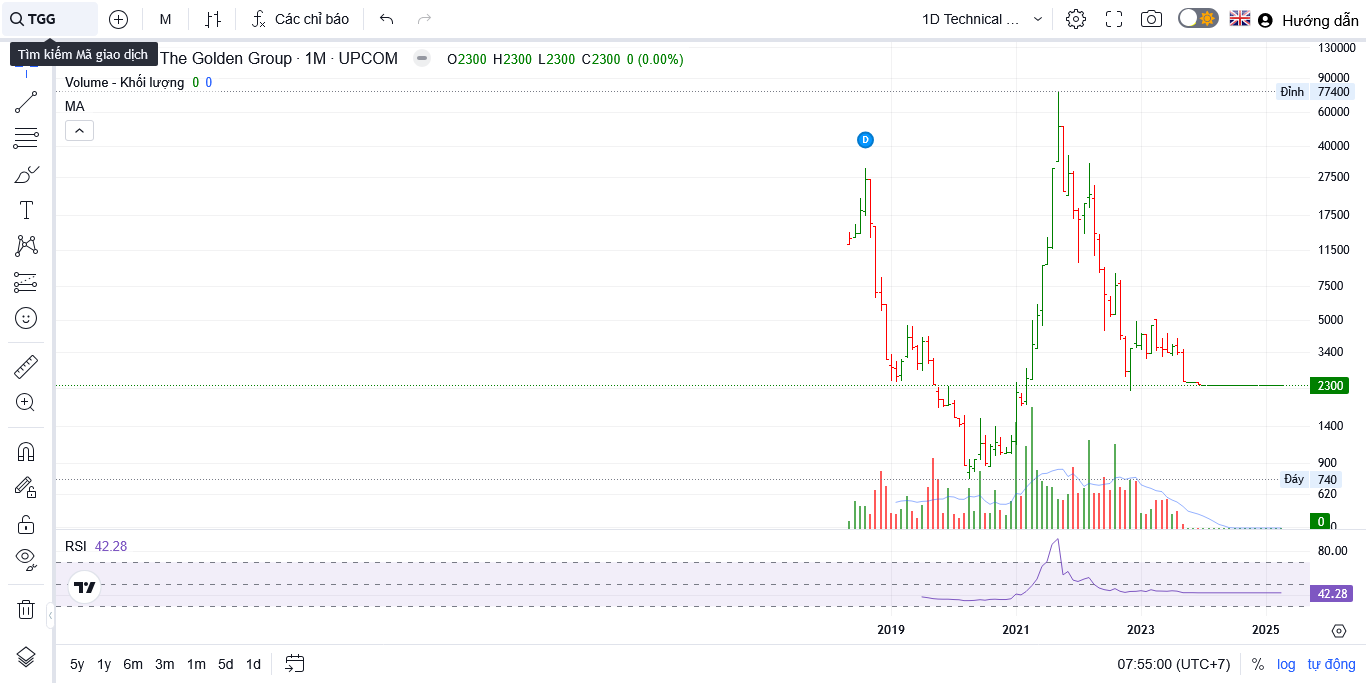 TGG M Các chỉ báo 1D Technical ... Hướng dẫn
Tìm kiếm Mã giao dịch
The Golden Group · 1M · UPCOM O2300 H2300 L2300 C2300 0 (0.00%)
Volume - Khối lượng 0 0
MA
D
130000
90000
Đỉnh 77400
60000
40000
27500
17500
11500
7500
5000
3400
2300
1400
900
Đáy 740
620
0 0
RSI 42.28
80.00
42.28
2019 2021 2023 2025
5y 1y 6m 3m 1m 5d 1d 07:55:00 (UTC+7) % log tự động